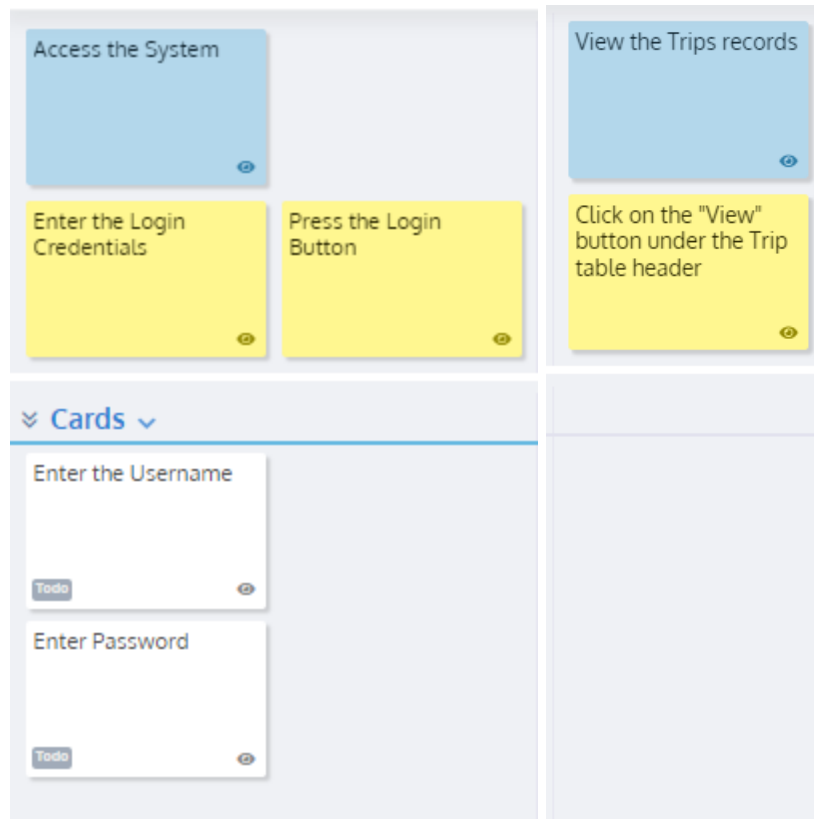 Access the System
View the Trips records
Enter the Login
Credentials
Press the Login
Button
Click on the "View"
button under the Trip
table header
Cards
Enter the Username
Todo
Enter Password
Todo